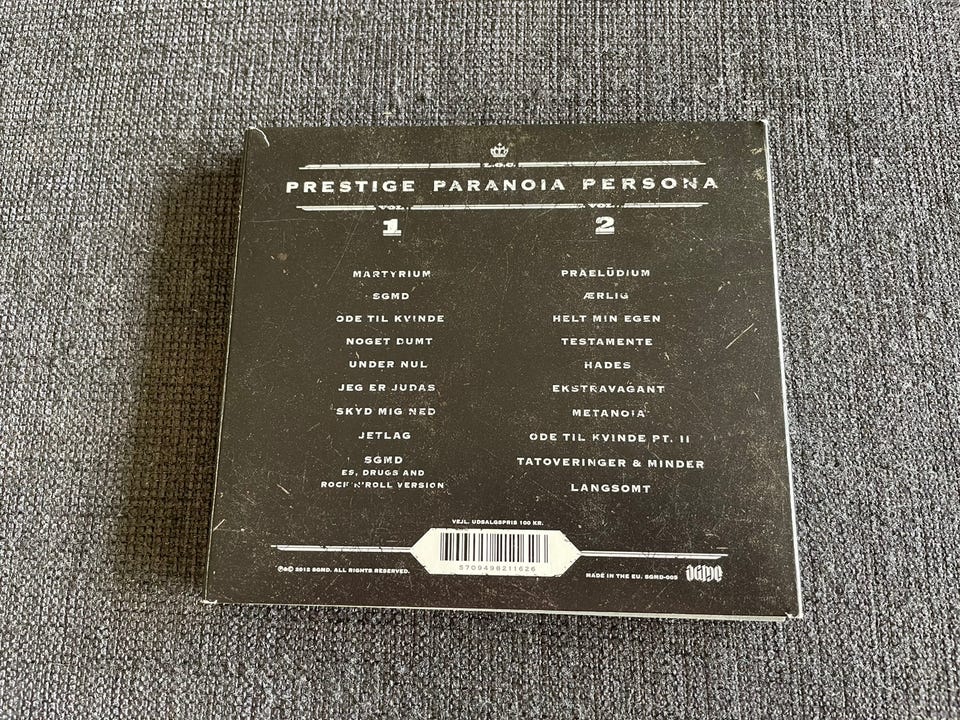 L.O.C.
PRESTIGE PARANOIA PERSONA
VOL.
1
MARTYRIUM
SGMD
ODE TIL KVINDE
NOGET DUMT
UNDER NUL
JEG ER JUDAS
SKYD MIG NED
JETLAG
SGMD
ES, DRUGS AND
ROCK'N'ROLL VERSION
VOL.
2
PRAELÜDIUM
ÆRLIG
HELT MIN EGEN
TESTAMENTE
HADES
EKSTRAVAGANT
METANOIA
ODE TIL KVINDE PT. II
TATOVERINGER & MINDER
LANGSOMT
VEJL. UDSALGSPRIS 100 KR.
℗© 2012 SGMD. ALL RIGHTS RESERVED.
5709498211626
MADE IN THE EU. SGMD-005
SGMD